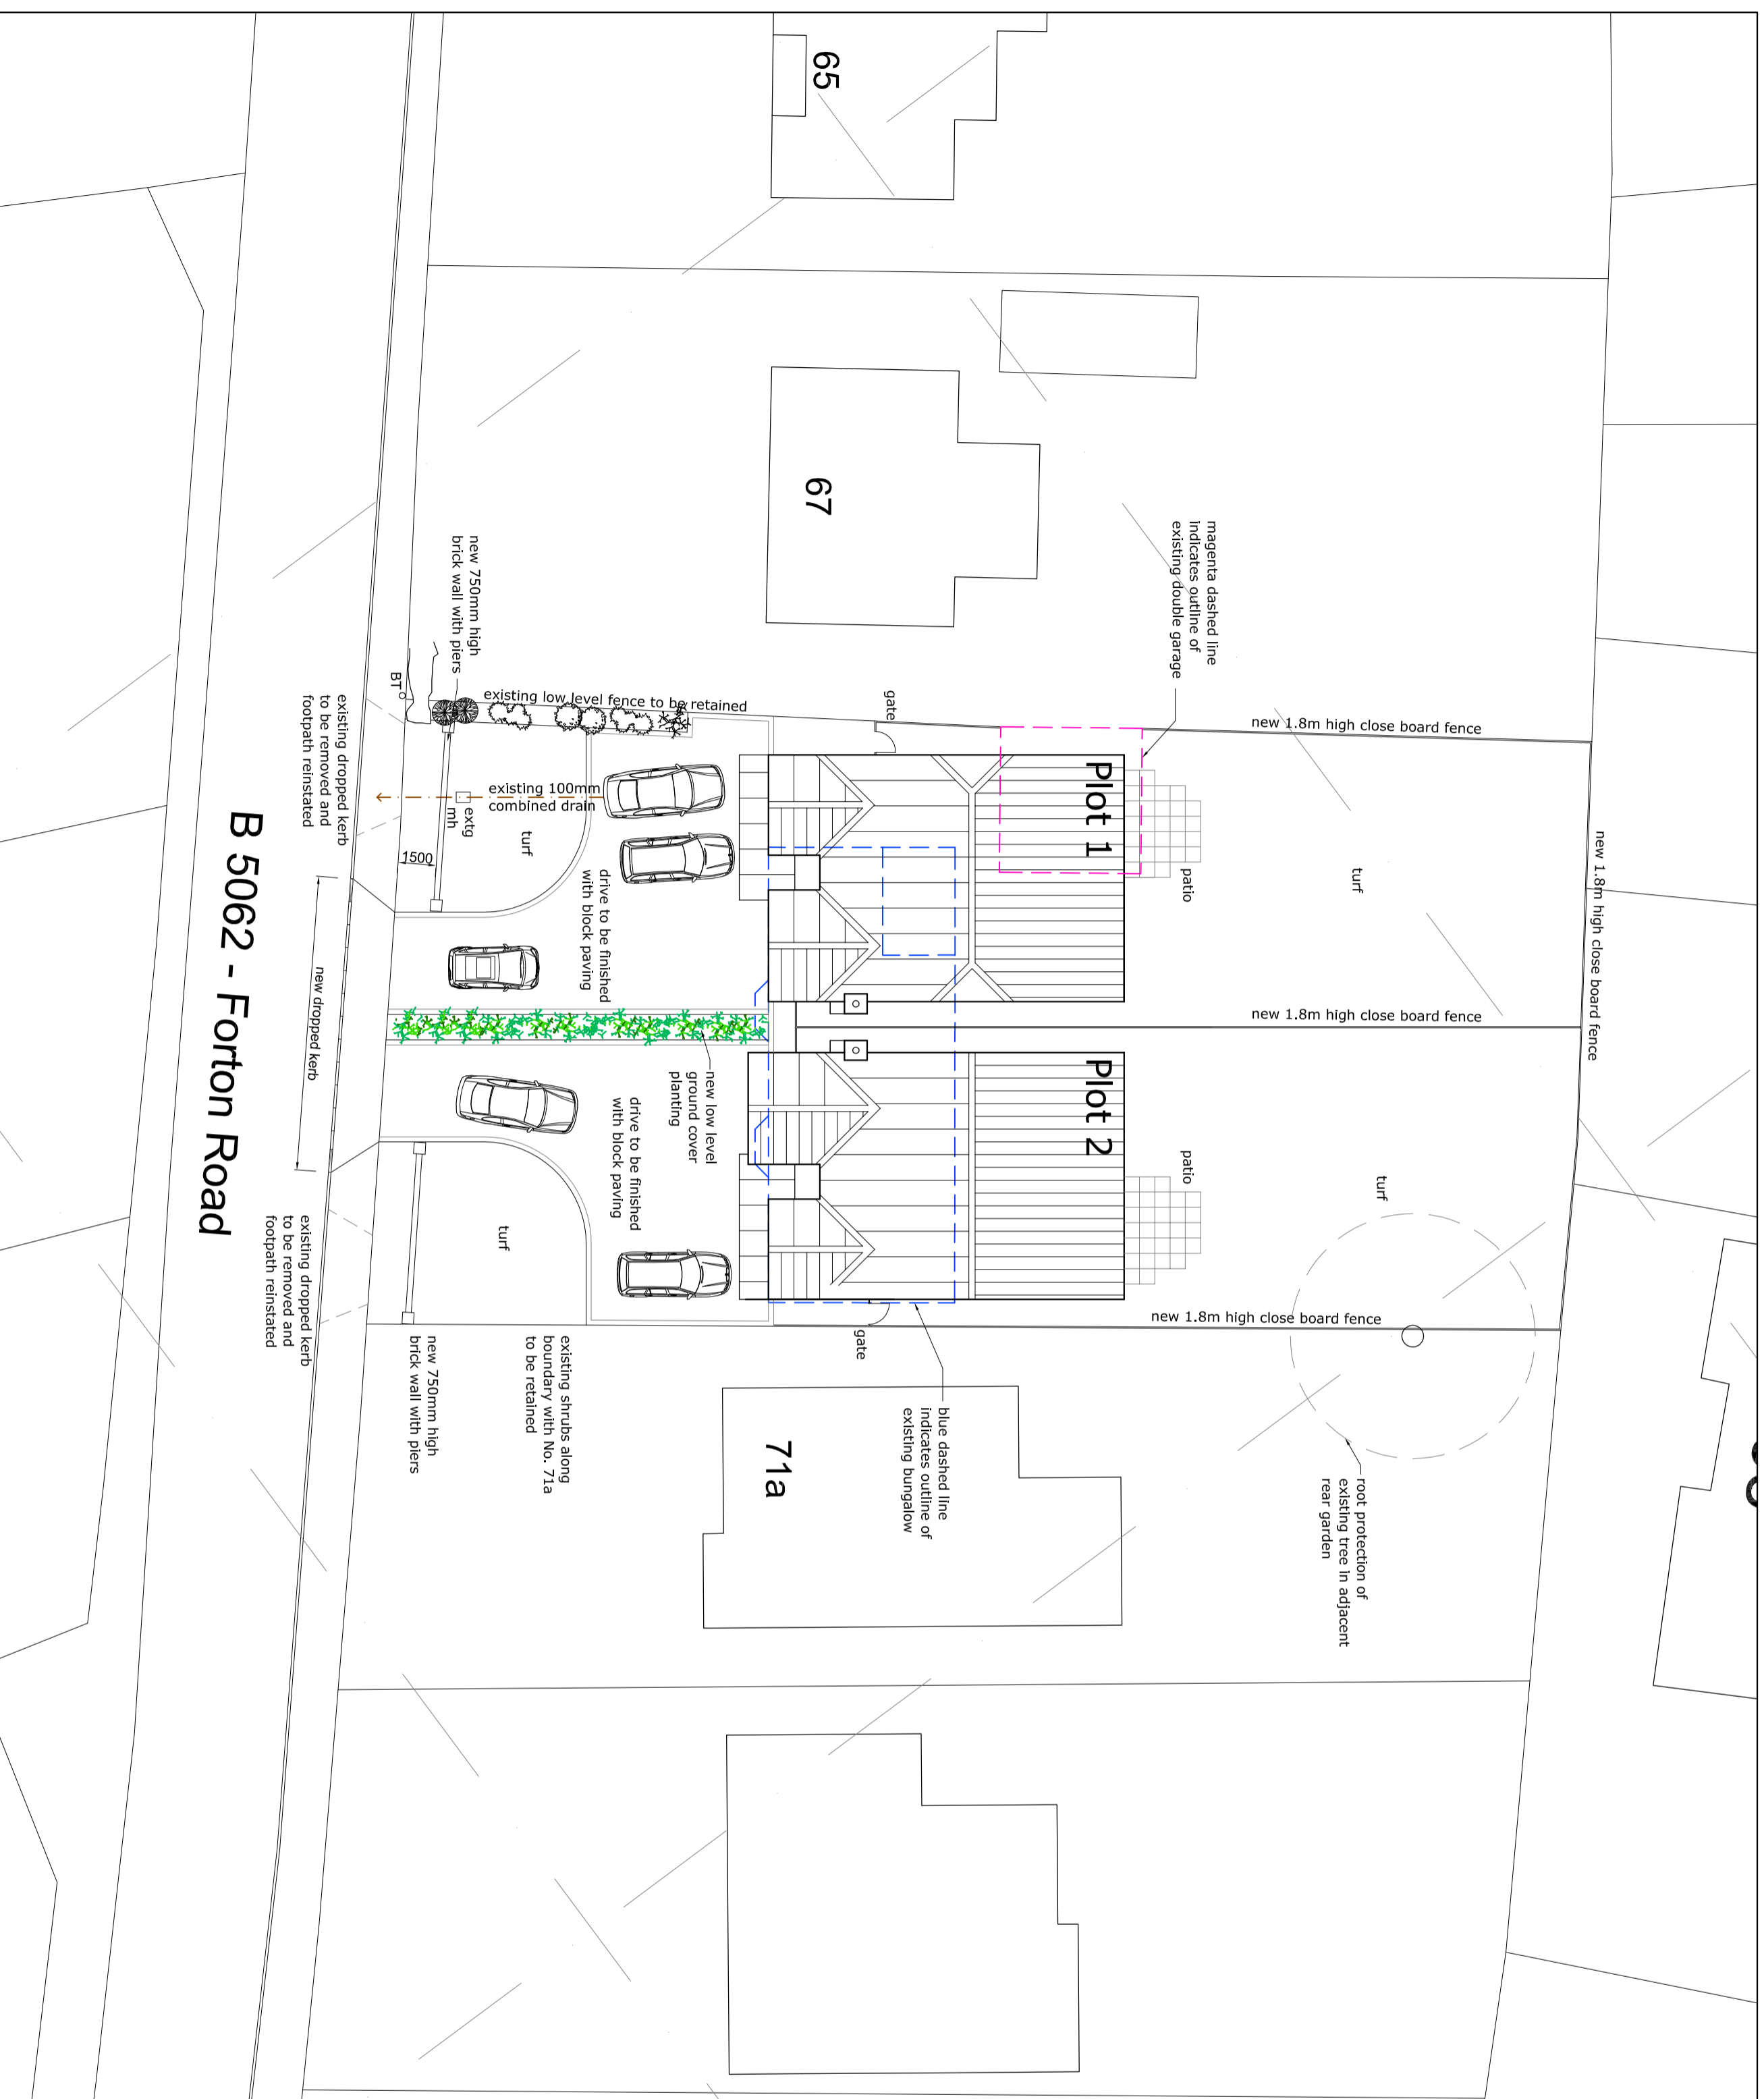 65
67
71a
Plot 1
Plot 2
B 5062 - Forton Road
magenta dashed line
indicates outline of
existing double garage
new 1.8m high close board fence
new 1.8m high close board fence
new 1.8m high close board fence
new 1.8m high close board fence
turf
patio
turf
patio
gate
gate
root protection of
existing tree in adjacent
rear garden
blue dashed line
indicates outline of
existing bungalow
existing low level fence to be retained
new 750mm high
brick wall with piers
BT
existing 100mm
combined drain
extg
mh
turf
1500
drive to be finished
with block paving
new low level
ground cover
planting
drive to be finished
with block paving
turf
existing shrubs along
boundary with No. 71a
to be retained
new 750mm high
brick wall with piers
existing dropped kerb
to be removed and
footpath reinstated
new dropped kerb
existing dropped kerb
to be removed and
footpath reinstated